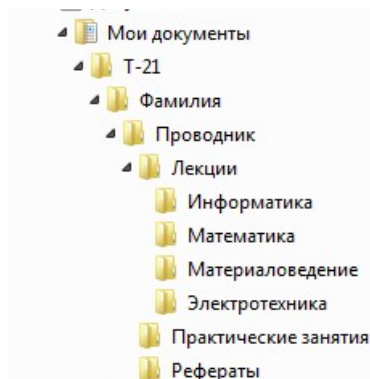 Мои документы
Т-21
Фамилия
Проводник
Лекции
Информатика
Математика
Материаловедение
Электротехника
Практические занятия
Рефераты